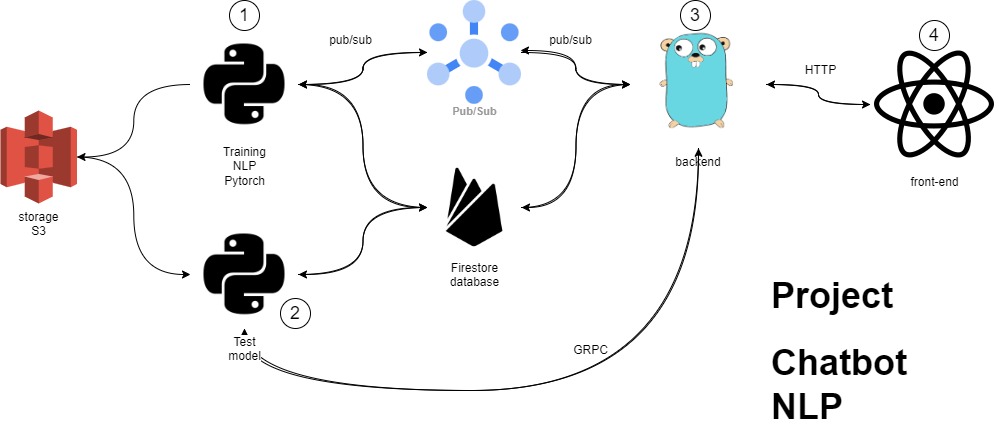 1
3
4
pub/sub
pub/sub
HTTP
Pub/Sub
Training
NLP
Pytorch
backend
front-end
storage
S3
Firestore
database
2
Test
model
GRPC
Project
Chatbot
NLP